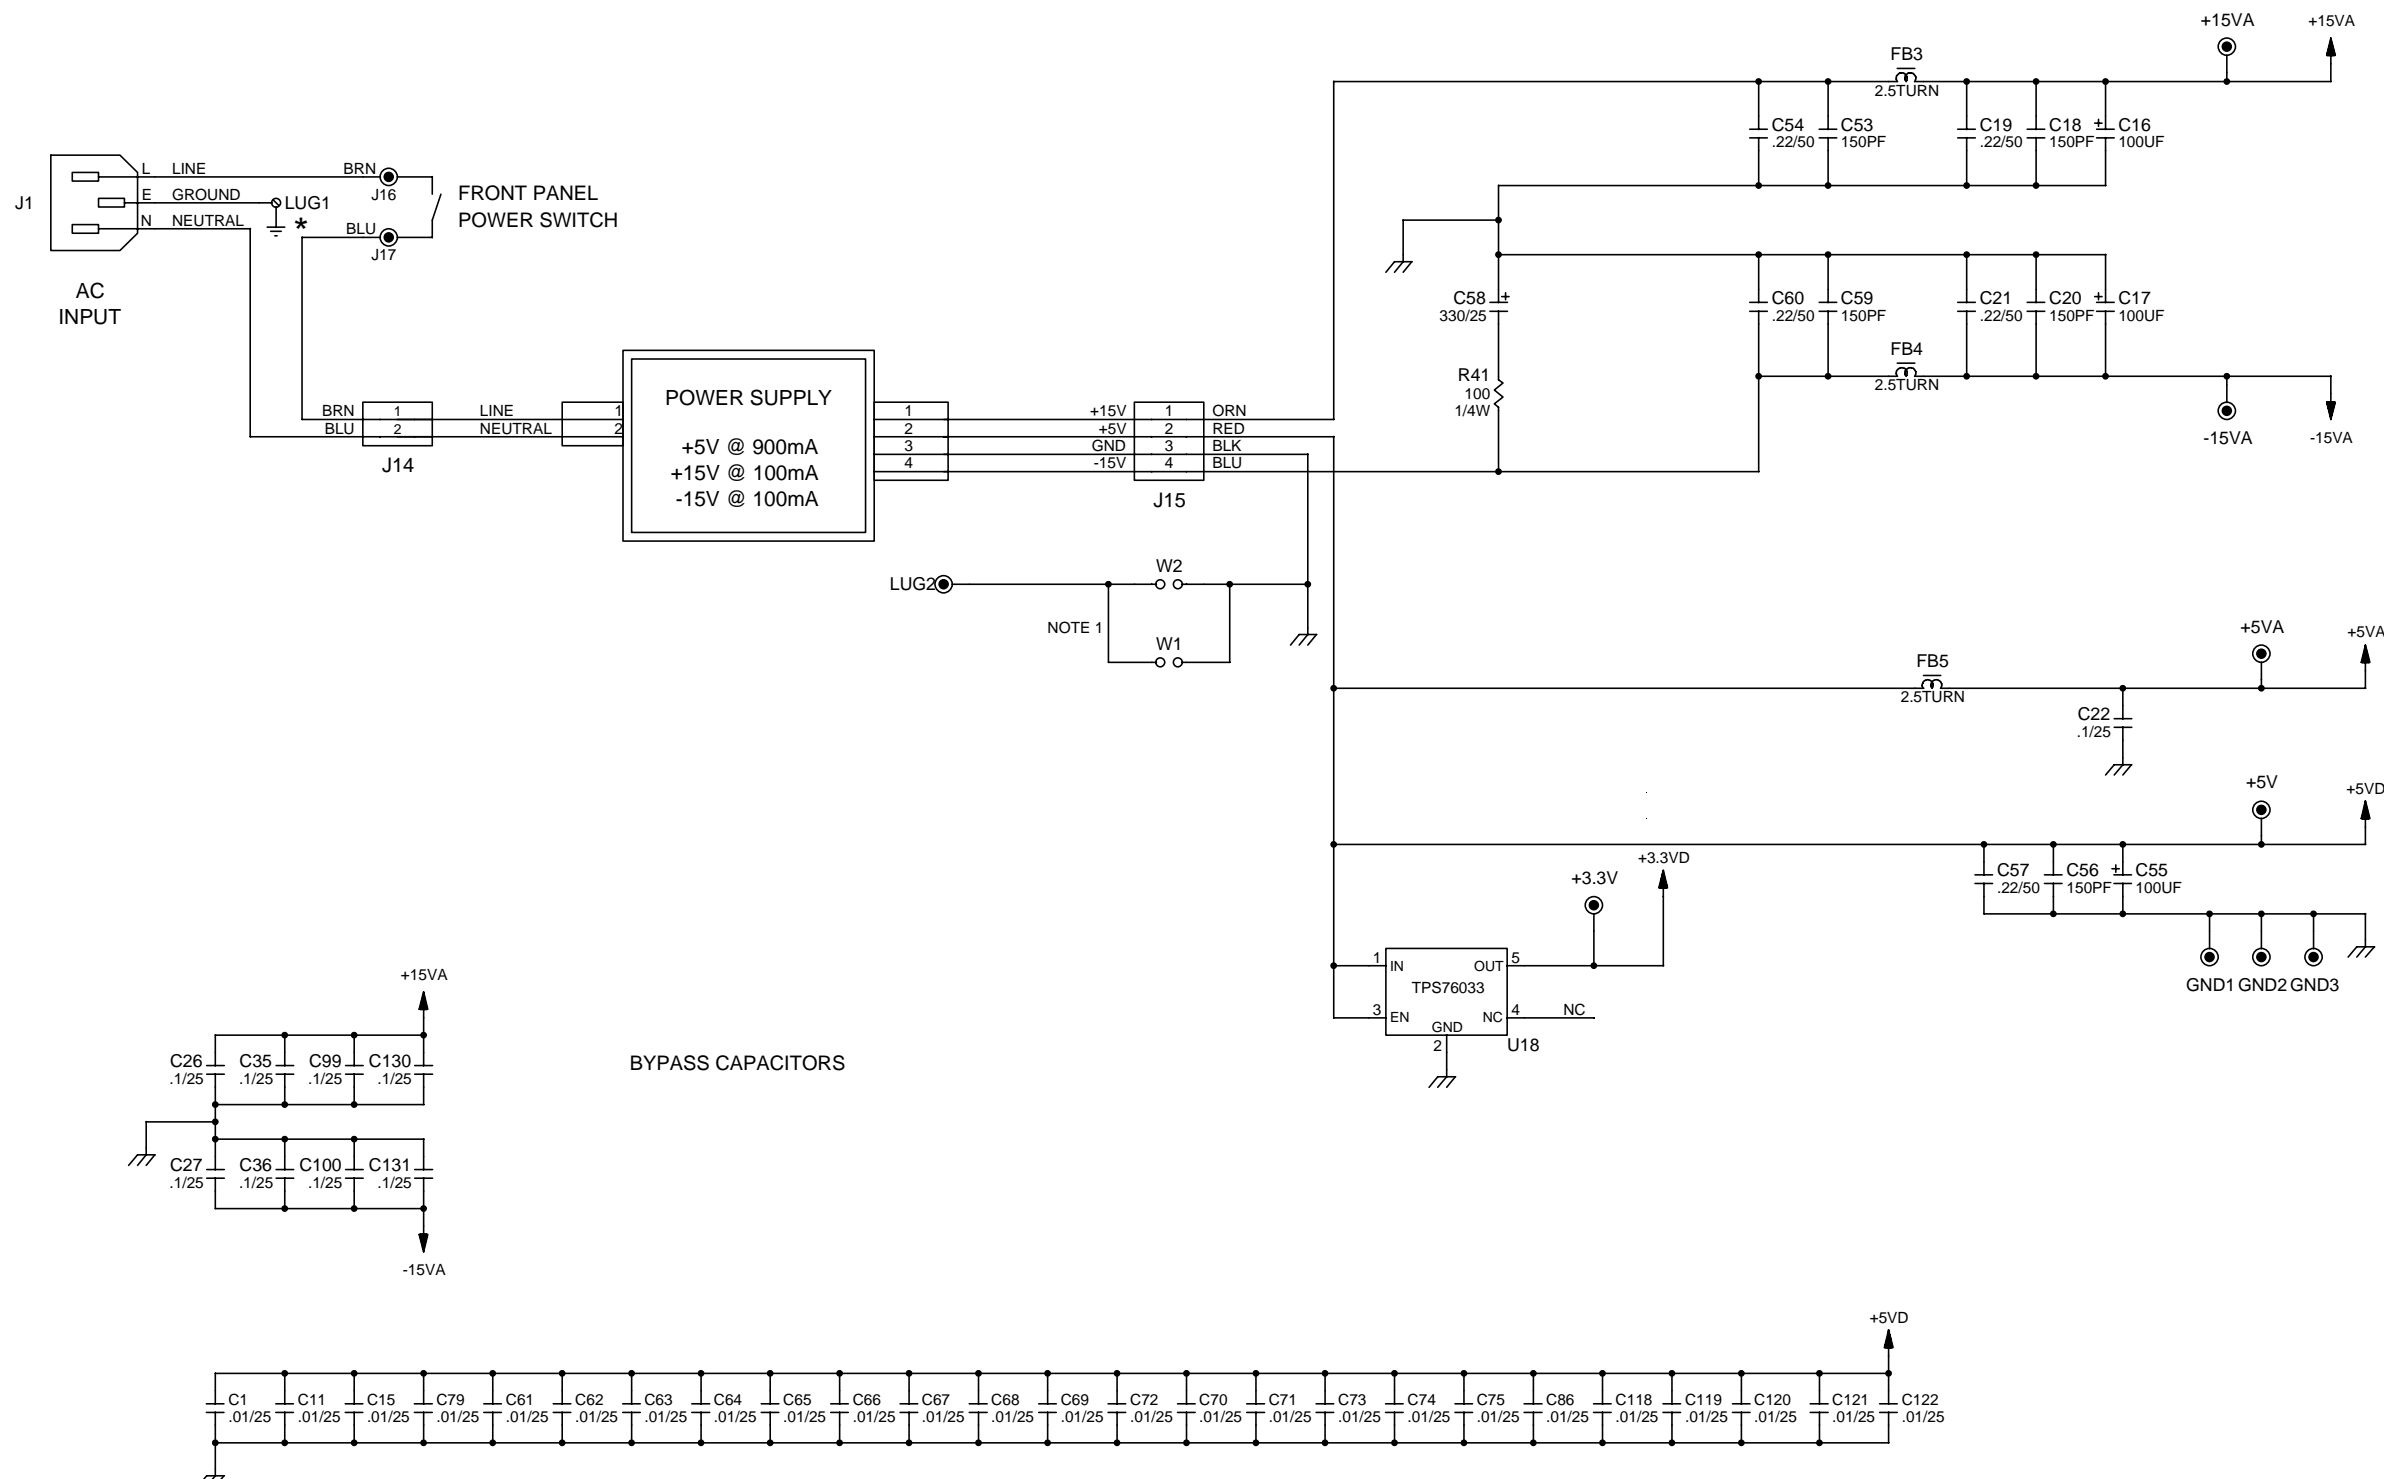 +15VA
+15VA
FB3
2.5TURN
C54
.22/50
C53
150PF
C19
.22/50
C18
150PF
+
C16
100UF
J1
L
LINE
E
GROUND
N
NEUTRAL
LUG1
*
BRN
J16
BLU
J17
FRONT PANEL
POWER SWITCH
AC
INPUT
C58
+
330/25
C60
.22/50
C59
150PF
C21
.22/50
C20
150PF
+
C17
100UF
FB4
2.5TURN
R41
100
1/4W
-15VA
-15VA
BRN
1
LINE
1
BLU
2
NEUTRAL
2
J14
POWER SUPPLY
+5V @ 900mA
+15V @ 100mA
-15V @ 100mA
1
+15V
1
ORN
2
+5V
2
RED
3
GND
3
BLK
4
-15V
4
BLU
J15
LUG2
W2
NOTE 1
W1
+5VA
+5VA
FB5
2.5TURN
C22
.1/25
+5V
+5VD
C57
.22/50
C56
150PF
+
C55
100UF
GND1
GND2
GND3
+3.3V
+3.3VD
1
IN
OUT
5
TPS76033
3
EN
NC
4
NC
GND
2
U18
+15VA
C26
.1/25
C35
.1/25
C99
.1/25
C130
.1/25
BYPASS CAPACITORS
C27
.1/25
C36
.1/25
C100
.1/25
C131
.1/25
-15VA
+5VD
C1
.01/25
C11
.01/25
C15
.01/25
C79
.01/25
C61
.01/25
C62
.01/25
C63
.01/25
C64
.01/25
C65
.01/25
C66
.01/25
C67
.01/25
C68
.01/25
C69
.01/25
C72
.01/25
C70
.01/25
C71
.01/25
C73
.01/25
C74
.01/25
C75
.01/25
C86
.01/25
C118
.01/25
C119
.01/25
C120
.01/25
C121
.01/25
C122
.01/25